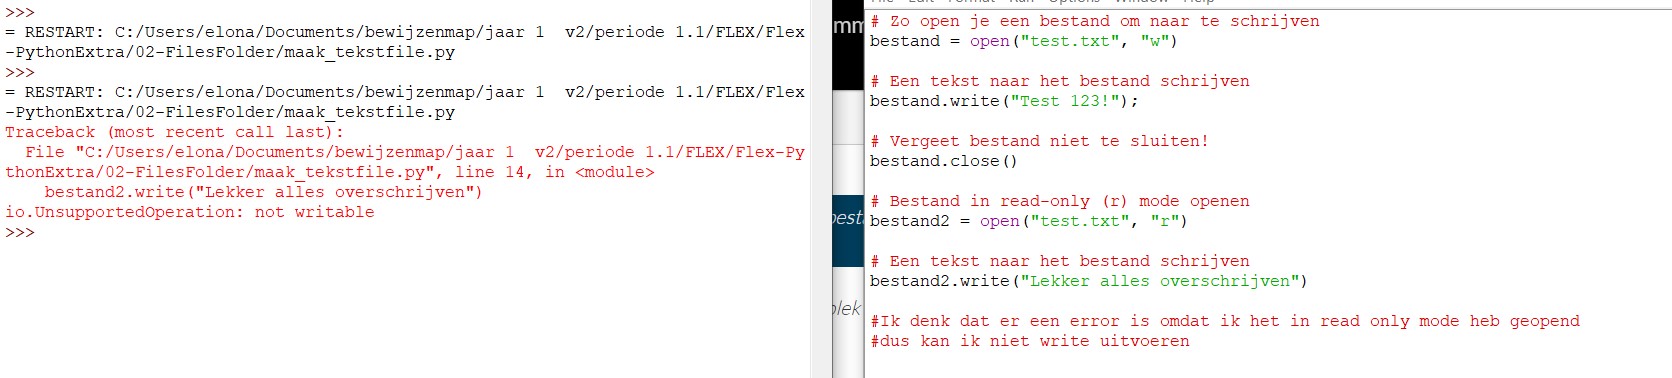 >>>
= RESTART: C:/Users/elona/Documents/bewijzenmap/jaar 1  v2/periode 1.1/FLEX/Flex
-PythonExtra/02-FilesFolder/maak_tekstfile.py
>>>
= RESTART: C:/Users/elona/Documents/bewijzenmap/jaar 1  v2/periode 1.1/FLEX/Flex
-PythonExtra/02-FilesFolder/maak_tekstfile.py
Traceback (most recent call last):
  File "C:/Users/elona/Documents/bewijzenmap/jaar 1  v2/periode 1.1/FLEX/Flex-Py
thonExtra/02-FilesFolder/maak_tekstfile.py", line 14, in <module>
    bestand2.write("Lekker alles overschrijven")
io.UnsupportedOperation: not writable
>>>
mm
best
lek
# Zo open je een bestand om naar te schrijven
bestand = open("test.txt", "w")
# Een tekst naar het bestand schrijven
bestand.write("Test 123!");
# Vergeet bestand niet te sluiten!
bestand.close()
# Bestand in read-only (r) mode openen
bestand2 = open("test.txt", "r")
# Een tekst naar het bestand schrijven
bestand2.write("Lekker alles overschrijven")
#Ik denk dat er een error is omdat ik het in read only mode heb geopend
#dus kan ik niet write uitvoeren